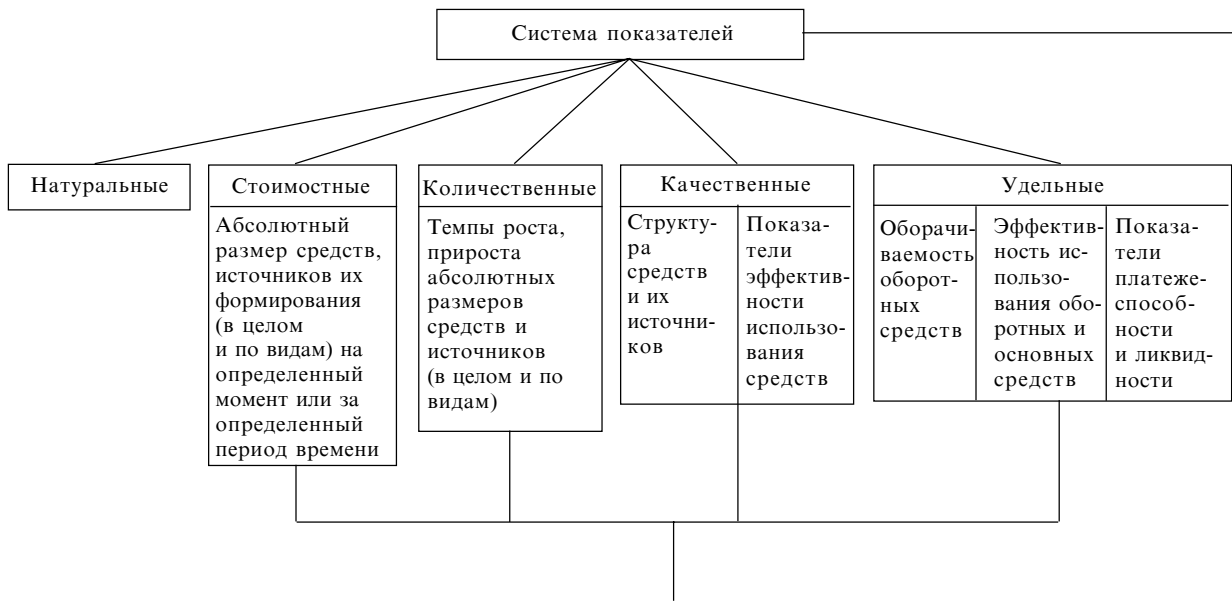 Система показателей
Натуральные
Стоимостные
Абсолютный
размер средств,
источников их
формирования
(в целом
и по видам) на
определенный
момент или за
определенный
период времени
Количественные
Темпы роста,
прироста
абсолютных
размеров
средств и
источников
(в целом и по
видам)
Качественные
Структу-
ра
средств
и их
источни-
ков
Показа-
тели
эффектив-
ности
использо-
вания
средств
Удельные
Оборачи-
ваемость
оборот-
ных
средств
Эффектив-
ность ис-
пользо-
вания обо-
ротных и
основных
средств
Показа-
тели
платеже-
способ-
ности
и ликвид-
ности